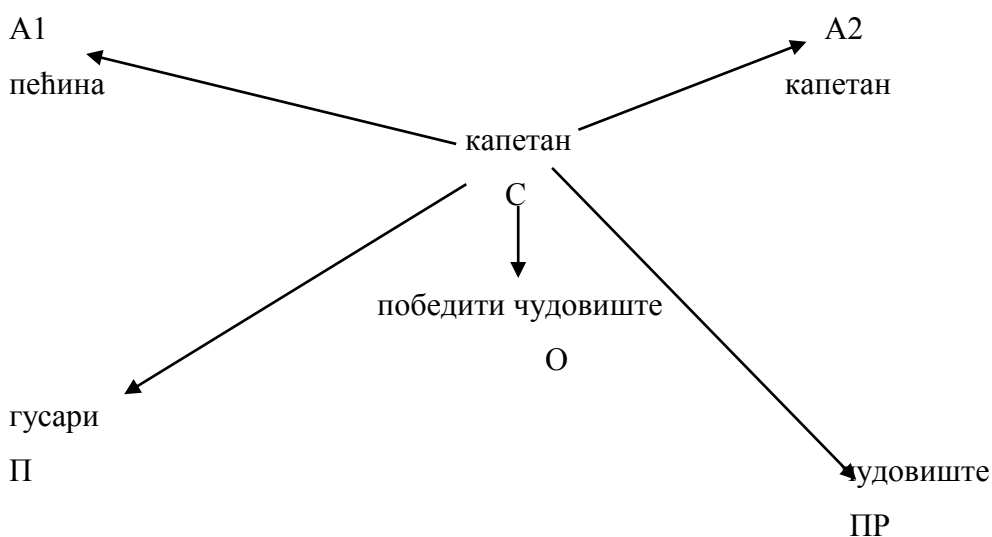 А1
А2
пећина
капетан
капетан
С
победити чудовиште
О
гусари
П
чудовиште
ПР